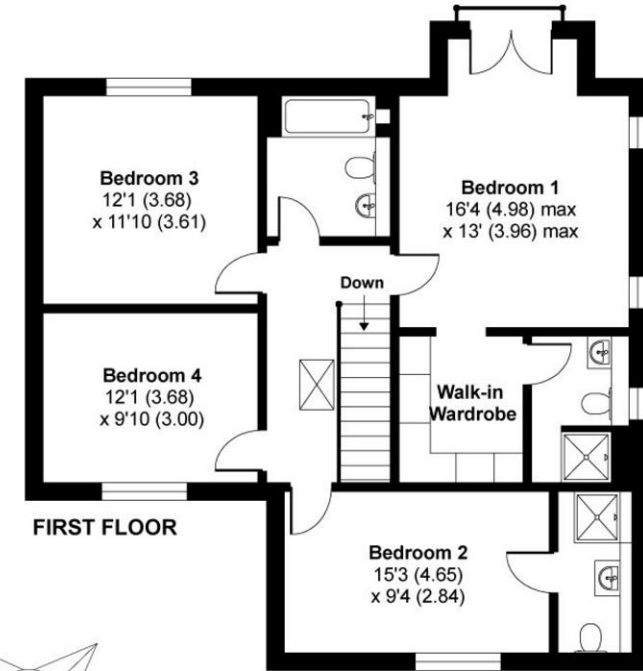 Bedroom 3
12'1 (3.68)
x 11'10 (3.61)
Bedroom 1
16'4 (4.98) max
x 13' (3.96) max
Down
Bedroom 4
12'1 (3.68)
x 9'10 (3.00)
Walk-in
Wardrobe
FIRST FLOOR
Bedroom 2
15'3 (4.65)
x 9'4 (2.84)